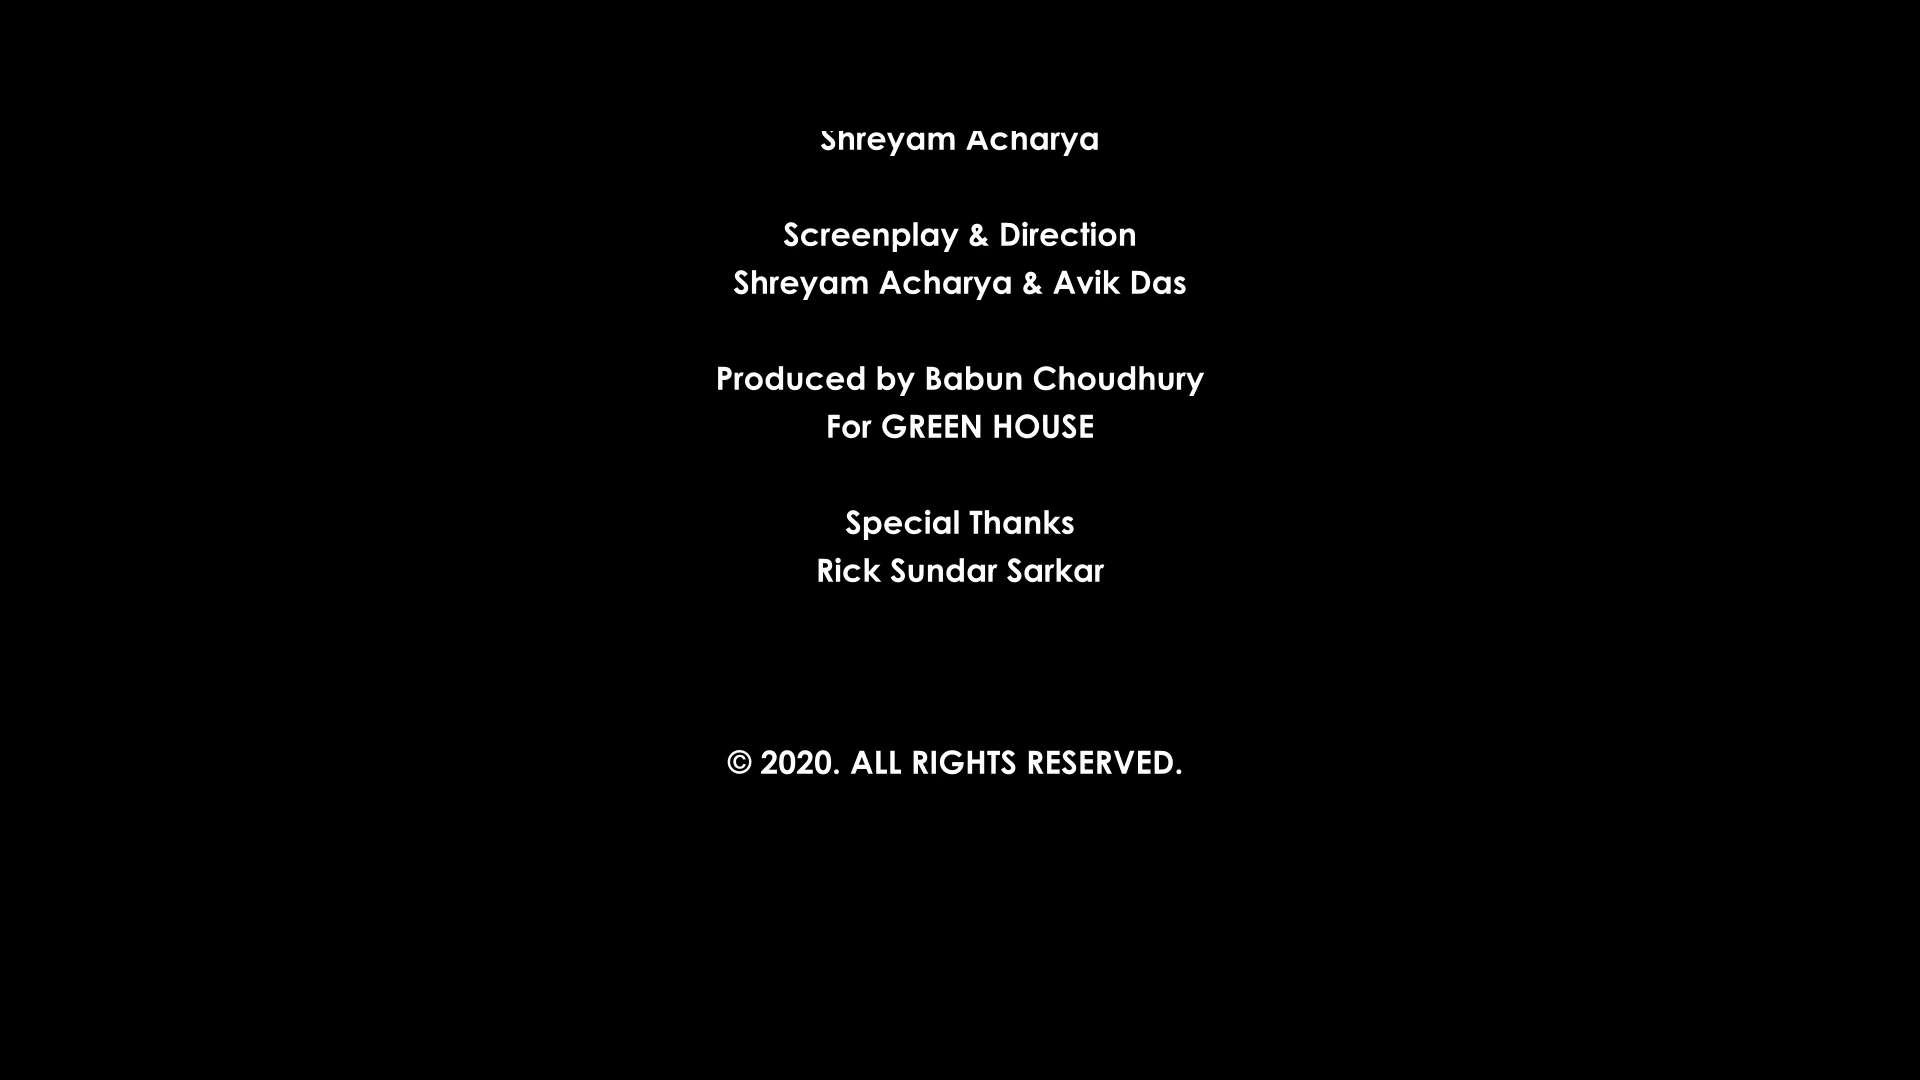 Shreyam Acharya
Screenplay & Direction
Shreyam Acharya & Avik Das
Produced by Babun Choudhury
For GREEN HOUSE
Special Thanks
Rick Sundar Sarkar
© 2020. ALL RIGHTS RESERVED.